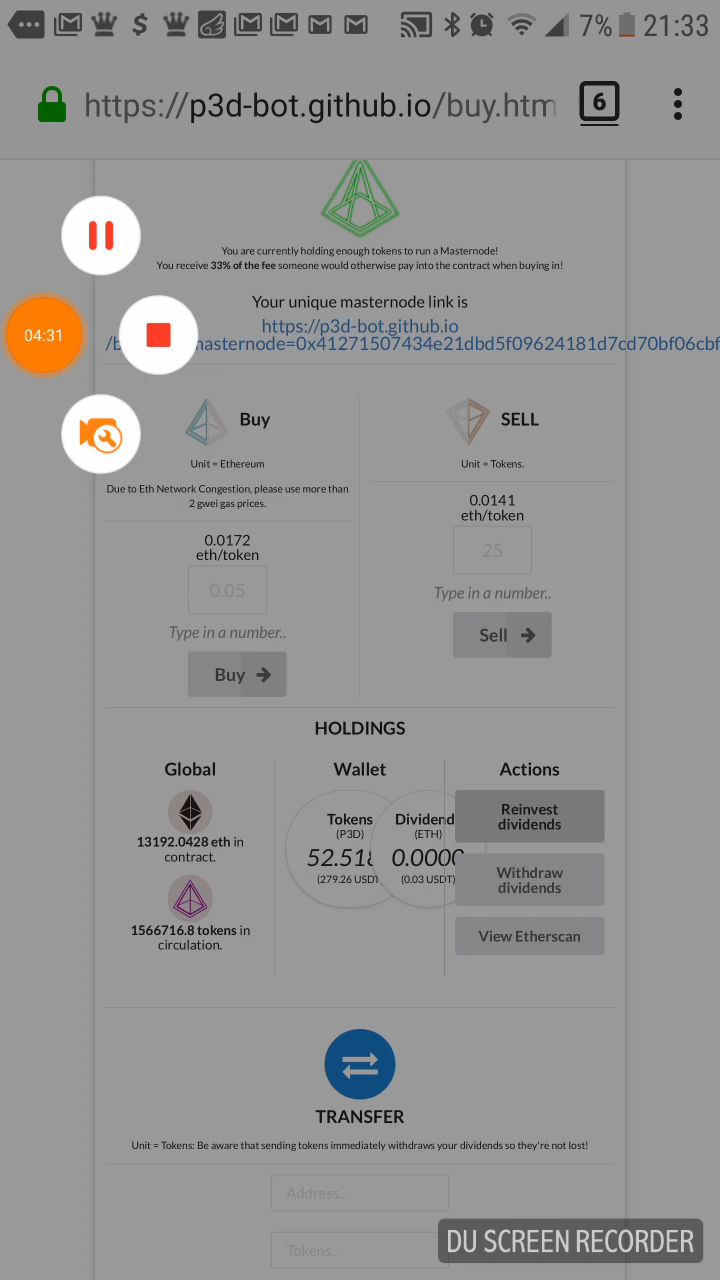 7% 21:33
https://p3d-bot.github.io/buy.htm
6
You are currently holding enough tokens to run a Masternode!
You receive 33% of the fee someone would otherwise pay into the contract when buying in!
Your unique masternode link is
https://p3d-bot.github.io
/b masternode=0x41271507434e21dbd5f09624181d7cd70bf06cbf
04:31
Buy
Unit = Ethereum
Due to Eth Network Congestion, please use more than
2 gwei gas prices.
0.0172
eth/token
0.05
Type in a number..
Buy
SELL
Unit = Tokens.
0.0141
eth/token
25
Type in a number..
Sell
HOLDINGS
Global
13192.0428 eth in
contract.
1566716.8 tokens in
circulation.
Wallet
Tokens
(P3D)
52.518
(279.26 USDT)
Dividend
(ETH)
0.0000
(0.03 USDT)
Actions
Reinvest
dividends
Withdraw
dividends
View Etherscan
TRANSFER
Unit = Tokens: Be aware that sending tokens immediately withdraws your dividends so they're not lost!
Address..
Tokens..
DU SCREEN RECORDER